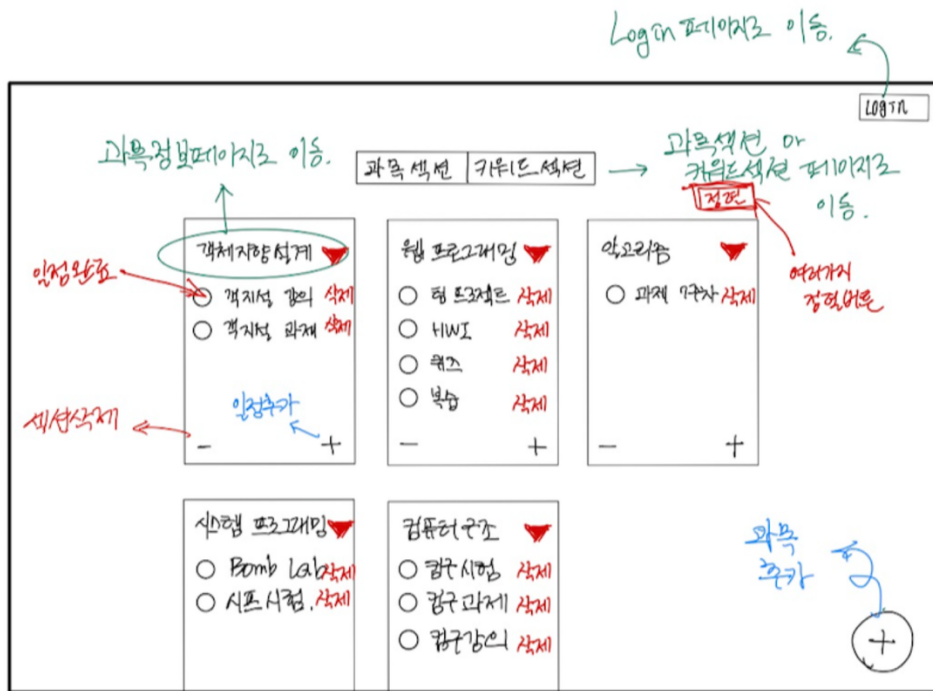 Login 페이지로 이동.
LOGIN
과목정보페이지로 이동.
과목섹션 키워드섹션
과목섹션 or
키워드섹션 페이지로
이동.
정렬
객체지향설계
웹 프로그래밍
알고리즘
일정완료
여러가지
정렬버튼
객지설 강의 삭제
객지설 과제 삭제
팀프로젝트 삭제
HW1 삭제
퀴즈 삭제
복습 삭제
과제 7주차 삭제
섹션삭제
일정추가
- +
- +
- +
시스템 프로그래밍
Bomb Lab 삭제
시프시험. 삭제
컴퓨터구조
컴구시험 삭제
컴구과제 삭제
컴구강의 삭제
과목
추가
+